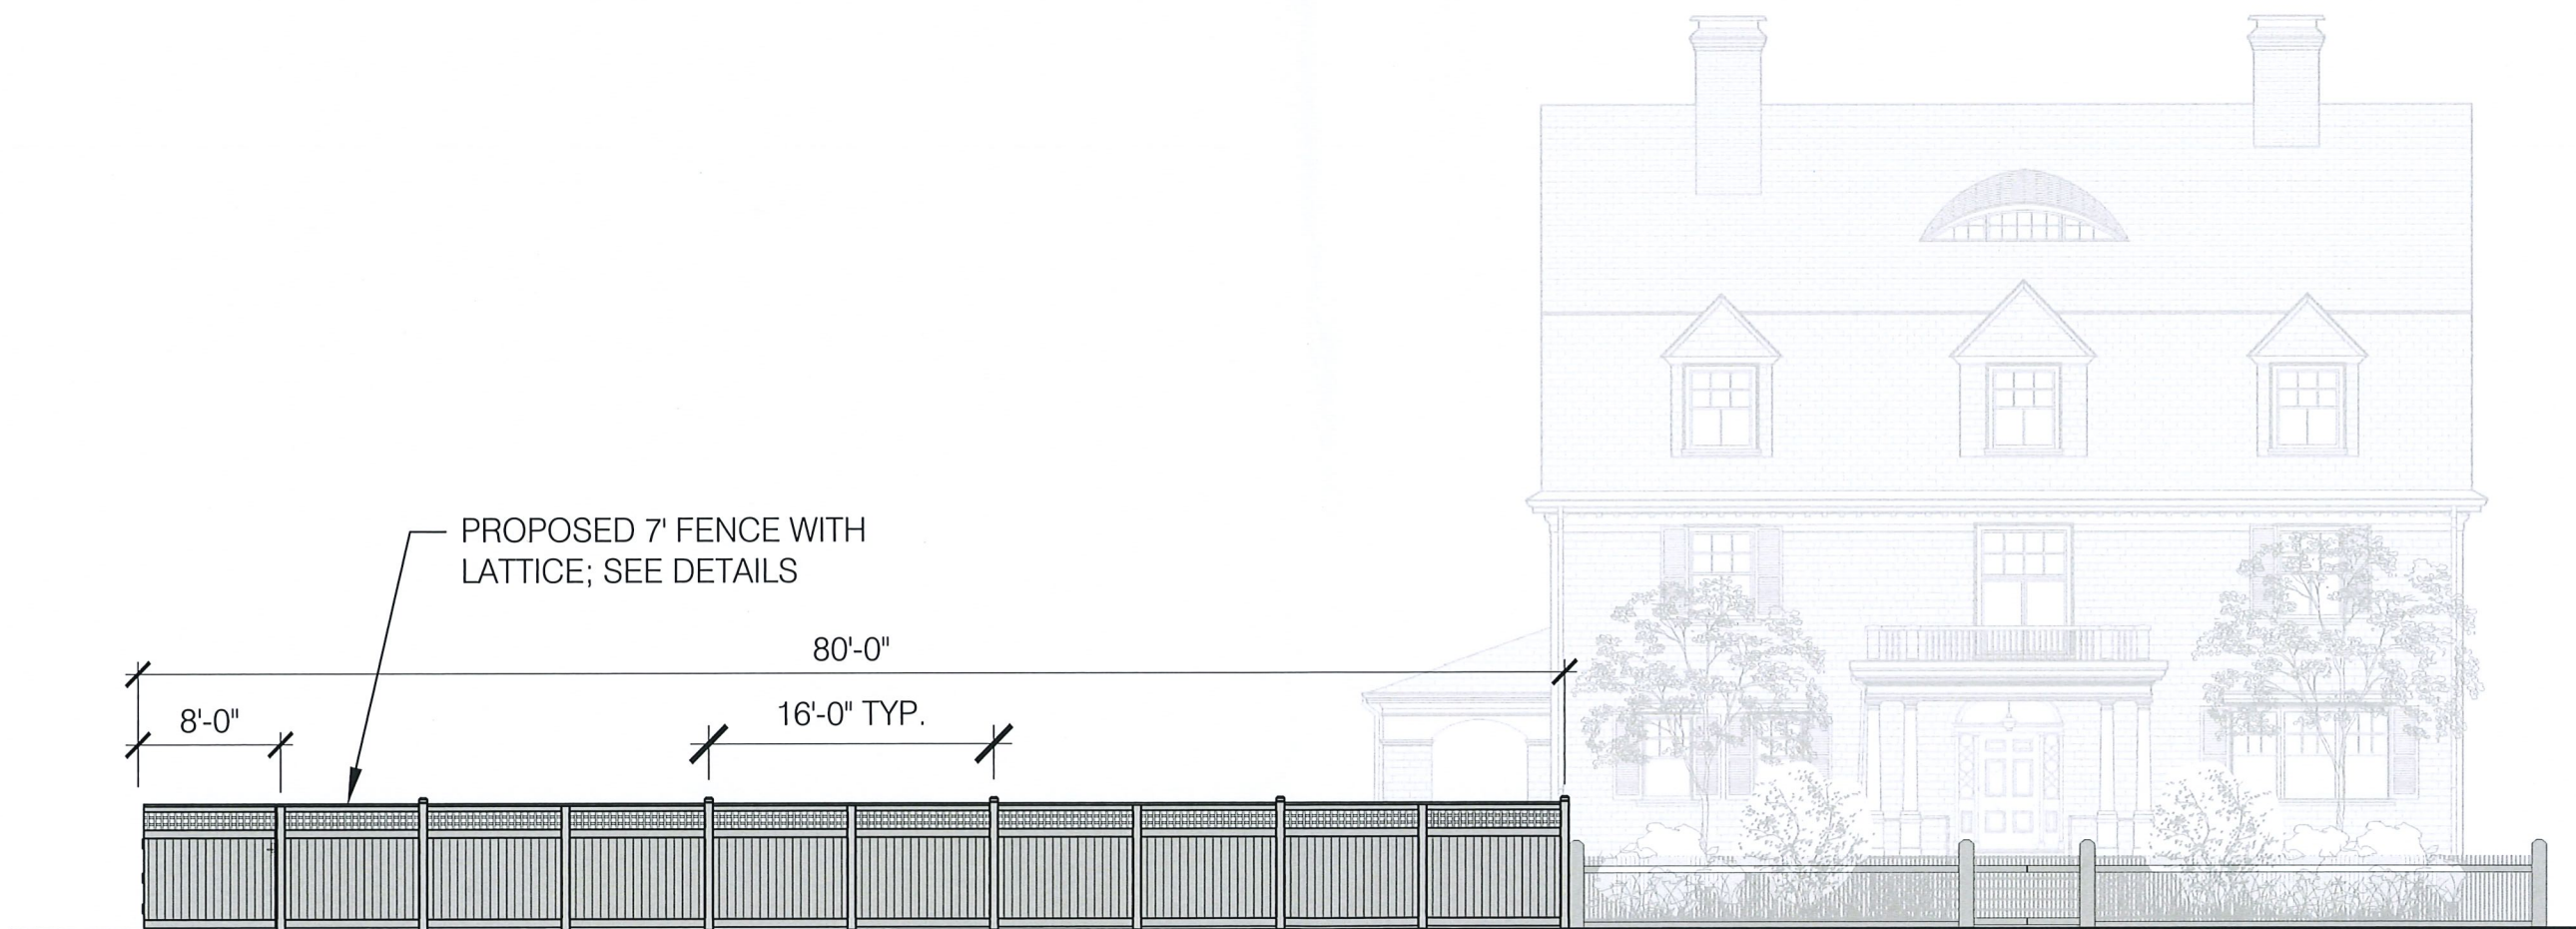 PROPOSED 7' FENCE WITH
LATTICE; SEE DETAILS
80'-0"
8'-0"
16'-0" TYP.